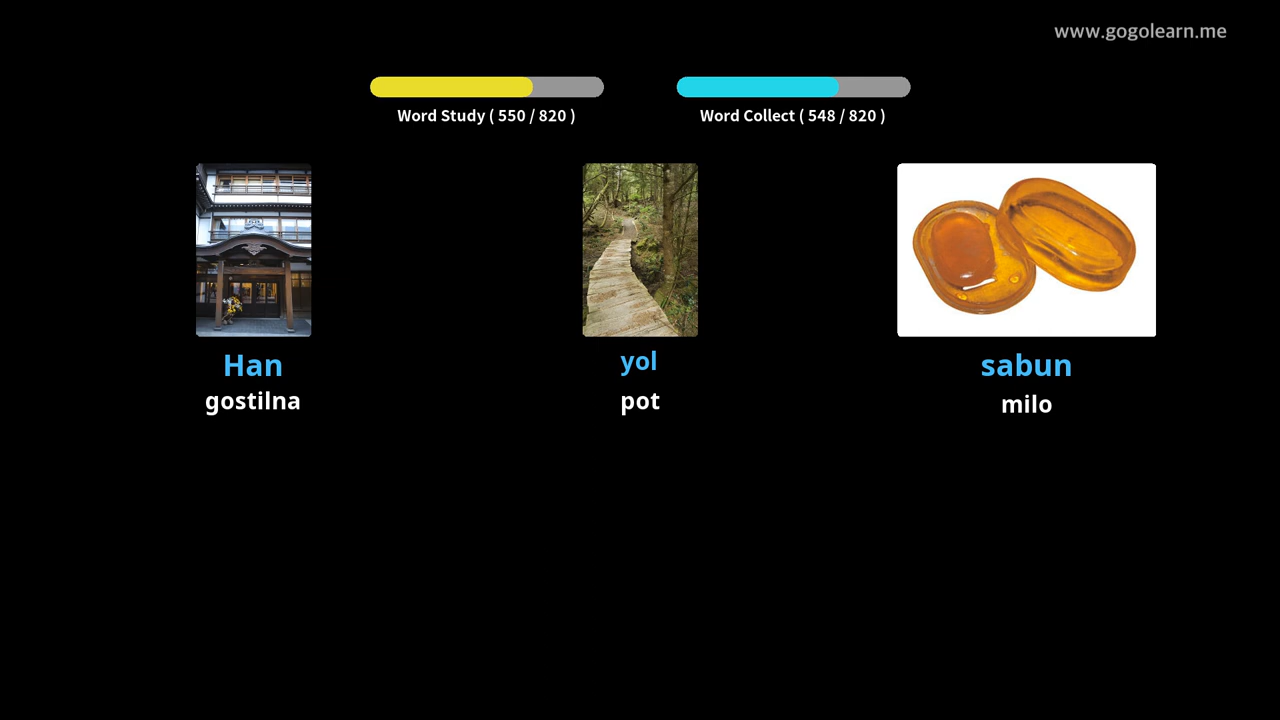 www.gogolearn.me
Word Study ( 550 / 820 )
Word Collect ( 548 / 820 )
Han
gostilna
yol
pot
sabun
milo